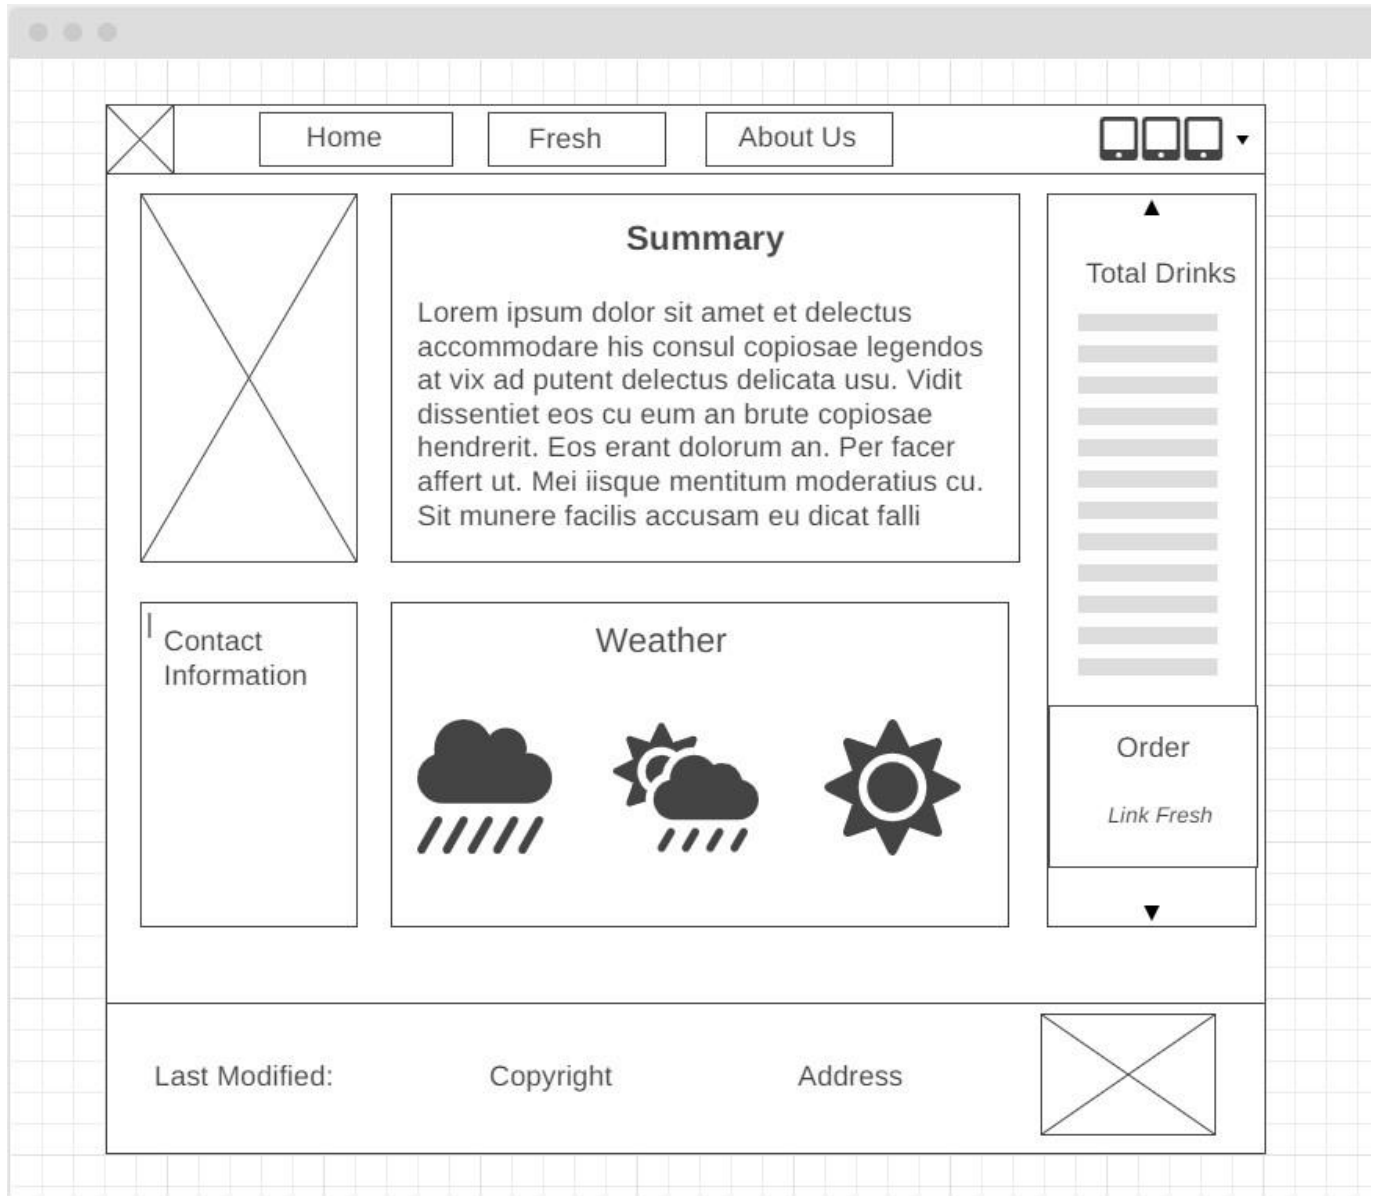 Home
Fresh
About Us
Summary
Lorem ipsum dolor sit amet et delectus
accommodare his consul copiosae legendos
at vix ad putent delectus delicata usu. Vidit
dissentiet eos cu eum an brute copiosae
hendrerit. Eos erant dolorum an. Per facer
affert ut. Mei iisque mentitum moderatius cu.
Sit munere facilis accusam eu dicat falli
Total Drinks
Contact
Information
Weather
Order
Link Fresh
Last Modified:
Copyright
Address